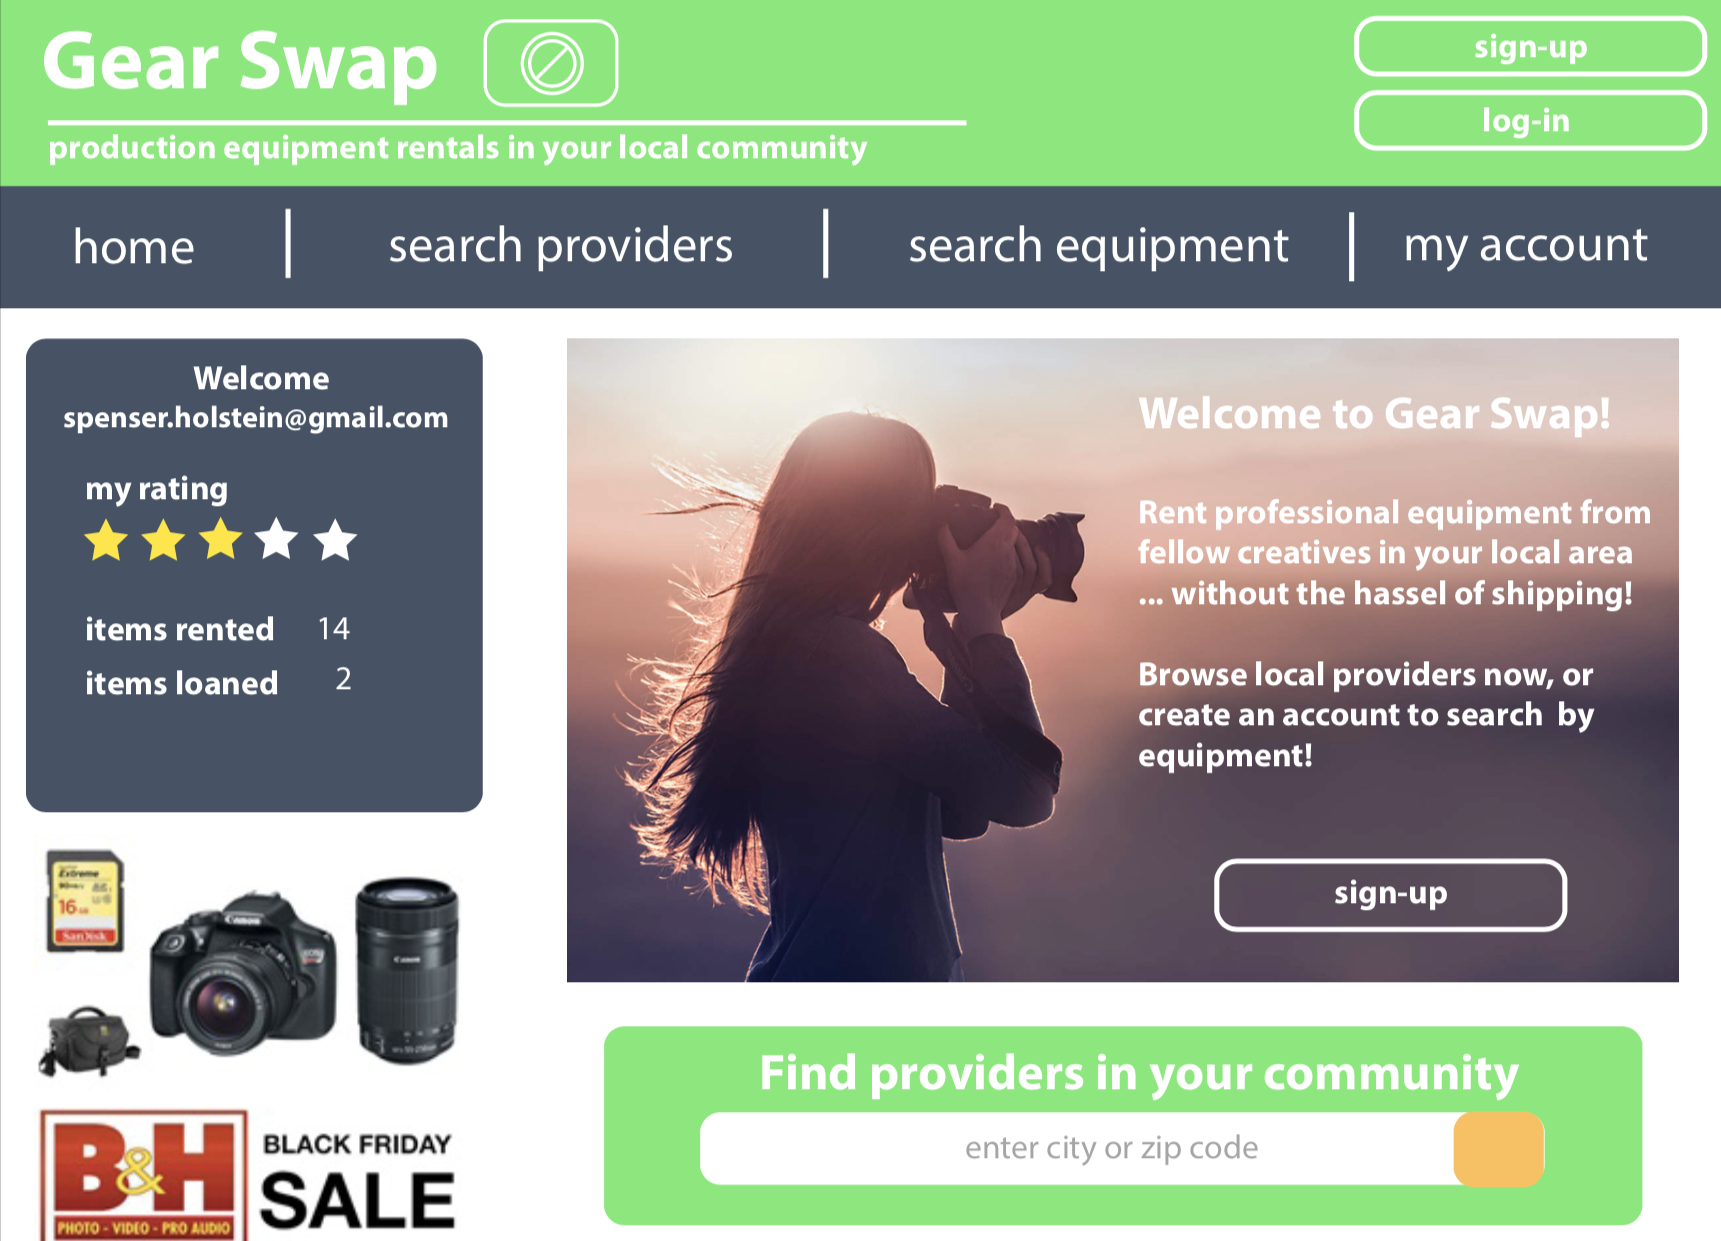 Gear Swap
production equipment rentals in your local community
sign-up
log-in
home
search providers
search equipment
my account
Welcome
spenser.holstein@gmail.com
my rating
items rented 14
items loaned 2
Welcome to Gear Swap!
Rent professional equipment from
fellow creatives in your local area
... without the hassel of shipping!
Browse local providers now, or
create an account to search by
equipment!
sign-up
Extreme
16 GB
SanDisk
Canon
Canon
B&H
PHOTO - VIDEO - PRO AUDIO
BLACK FRIDAY
SALE
Find providers in your community
enter city or zip code